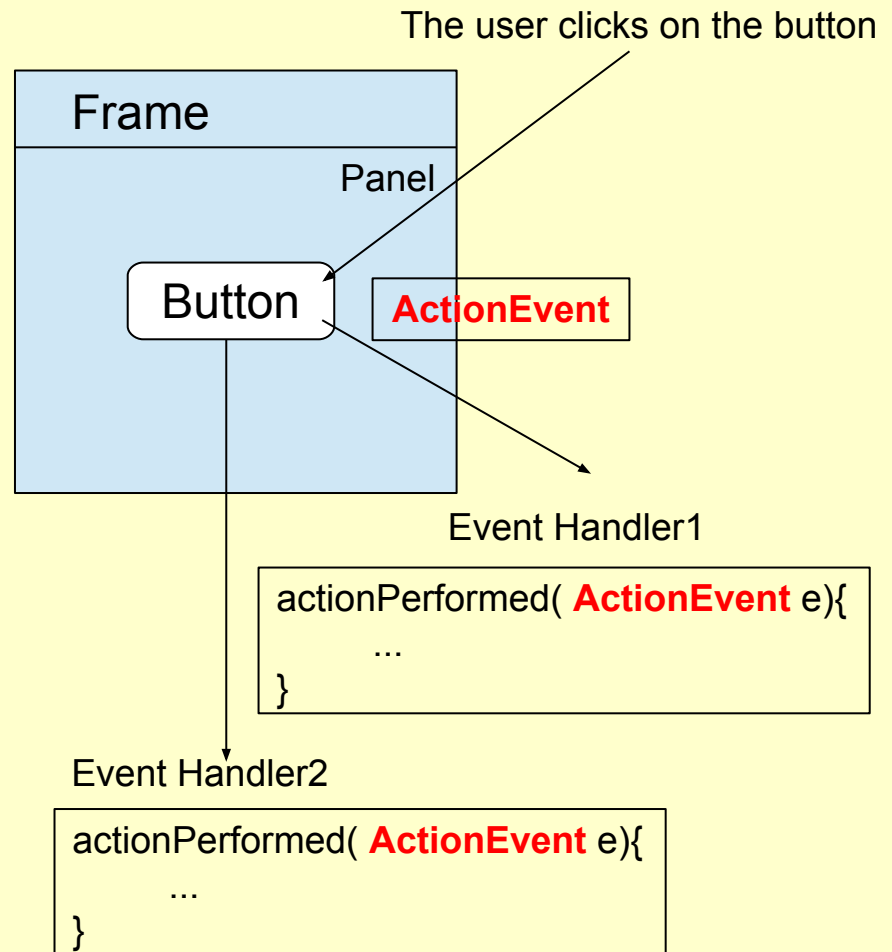 The user clicks on the button
Frame
Panel
Button
ActionEvent
Event Handler1
actionPerformed( ActionEvent e){
...
}
Event Handler2
actionPerformed( ActionEvent e){
...
}